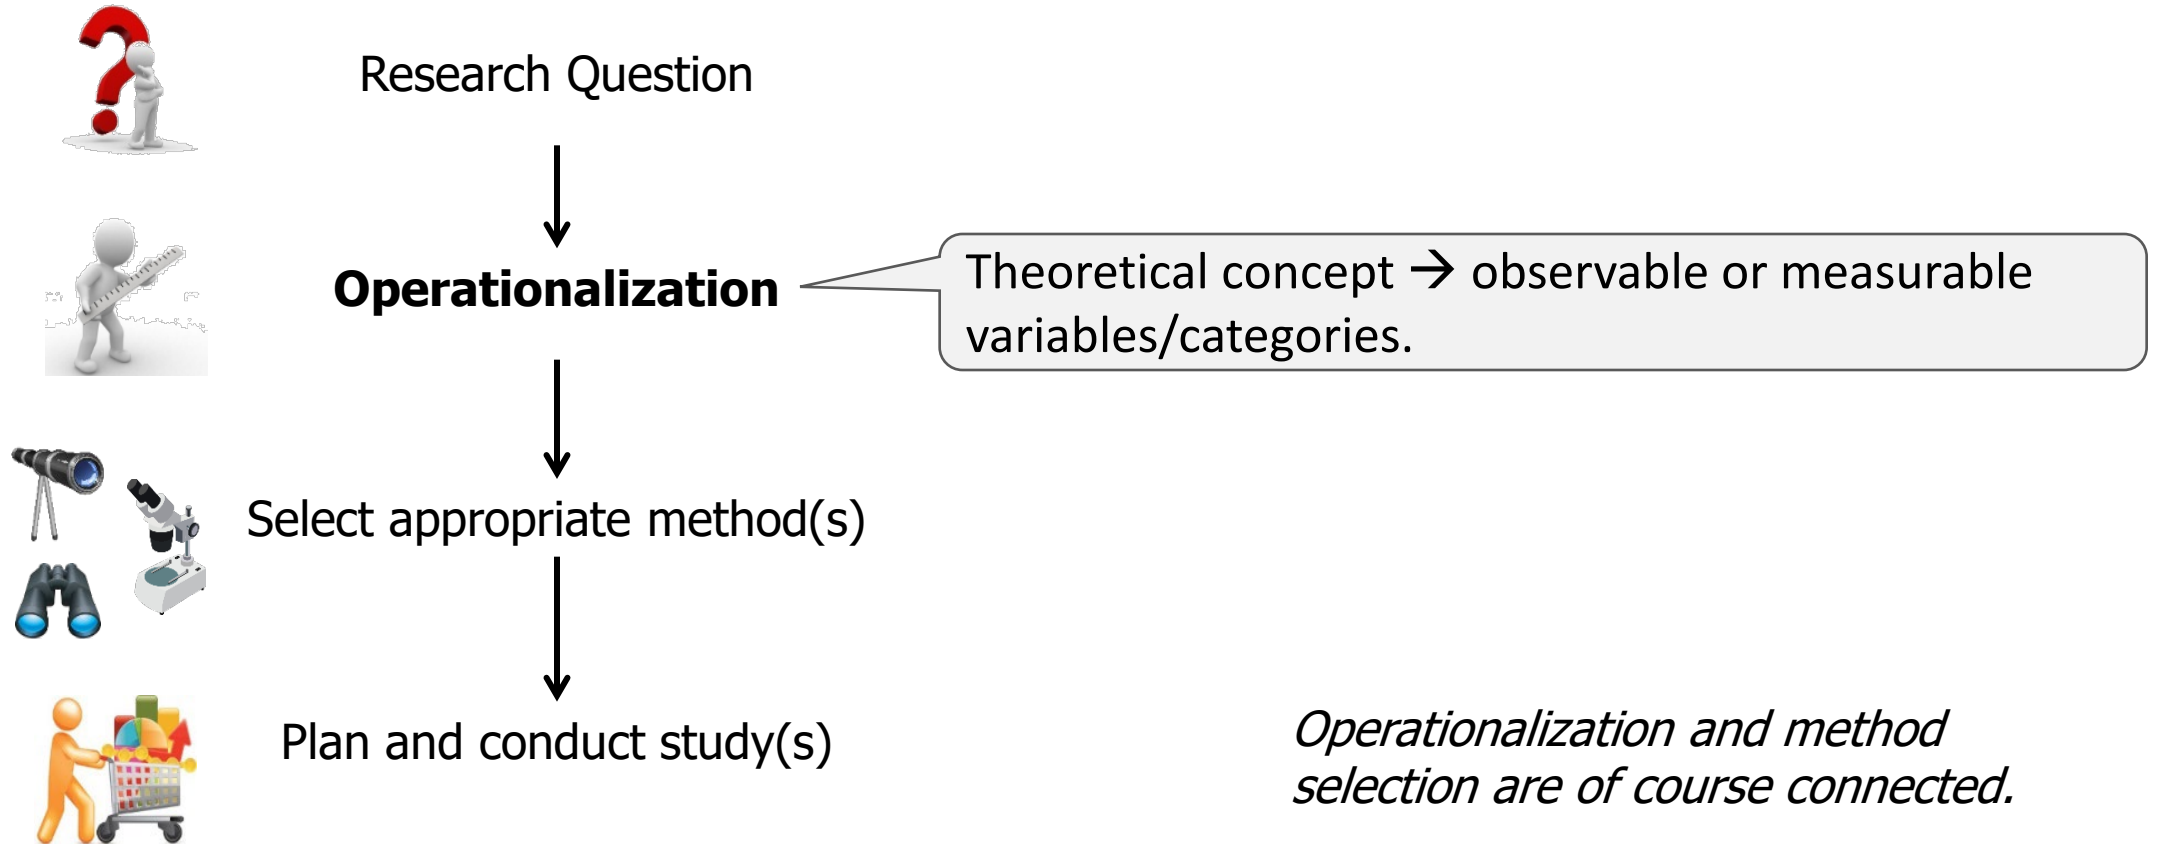 Research Question
Operationalization
Theoretical concept → observable or measurable
variables/categories.
Select appropriate method(s)
Plan and conduct study(s)
Operationalization and method
selection are of course connected.